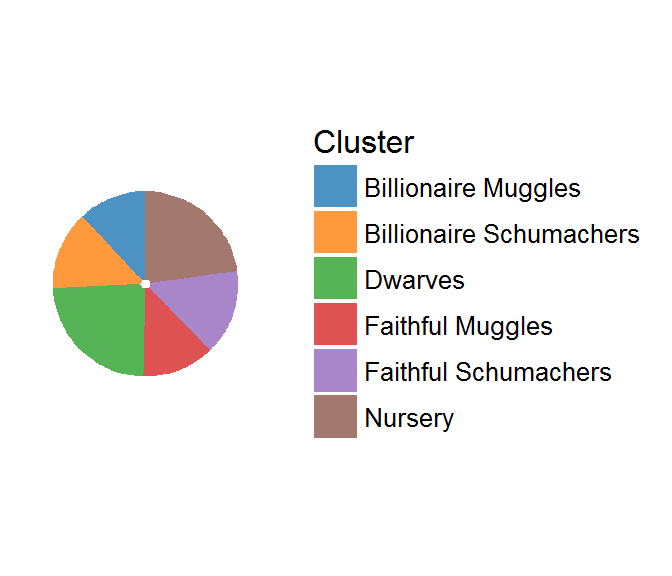 Cluster
Billionaire Muggles
Billionaire Schumachers
Dwarves
Faithful Muggles
Faithful Schumachers
Nursery